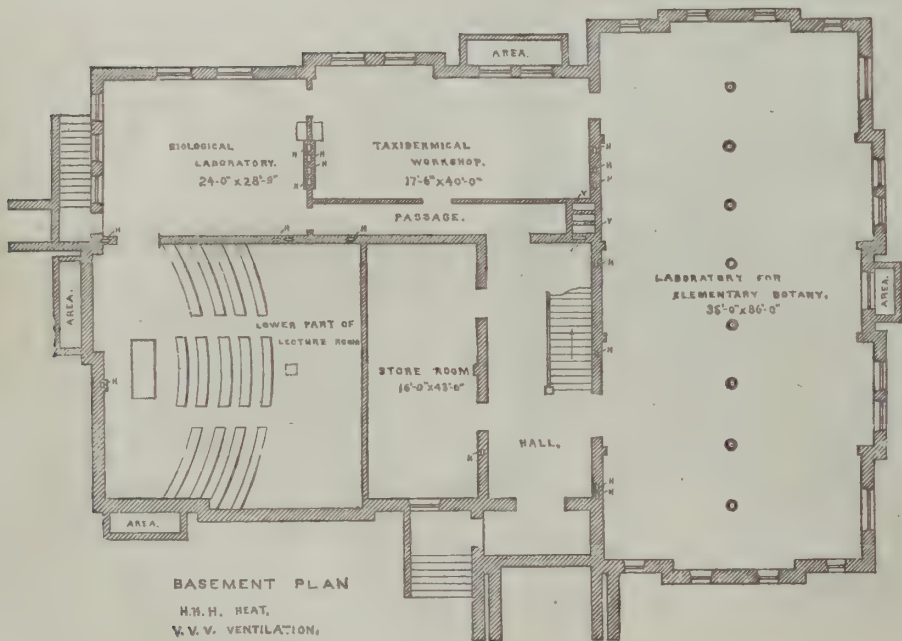 AREA.
BIOLOGICAL
LABORATORY.
24'-0" x 28'-9"
TAXIDERMICAL
WORKSHOP.
17'-6" x 40'-0"
H
H
H
H
H
H
PASSAGE.
V
V
H
H
H
H
AREA.
LOWER PART OF
LECTURE ROOM
LABORATORY FOR
ELEMENTARY BOTANY.
35'-0" x 86'-0"
AREA.
H
H
STORE ROOM
16'-0" x 43'-0"
HALL.
H
H
H
AREA.
BASEMENT PLAN
H.H.H. HEAT,
V.V.V. VENTILATION,